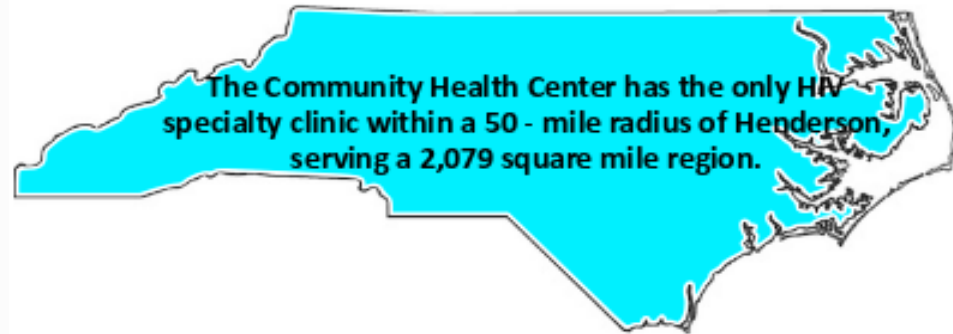 The Community Health Center has the only HIV
specialty clinic within a 50 - mile radius of Henderson,
serving a 2,079 square mile region.